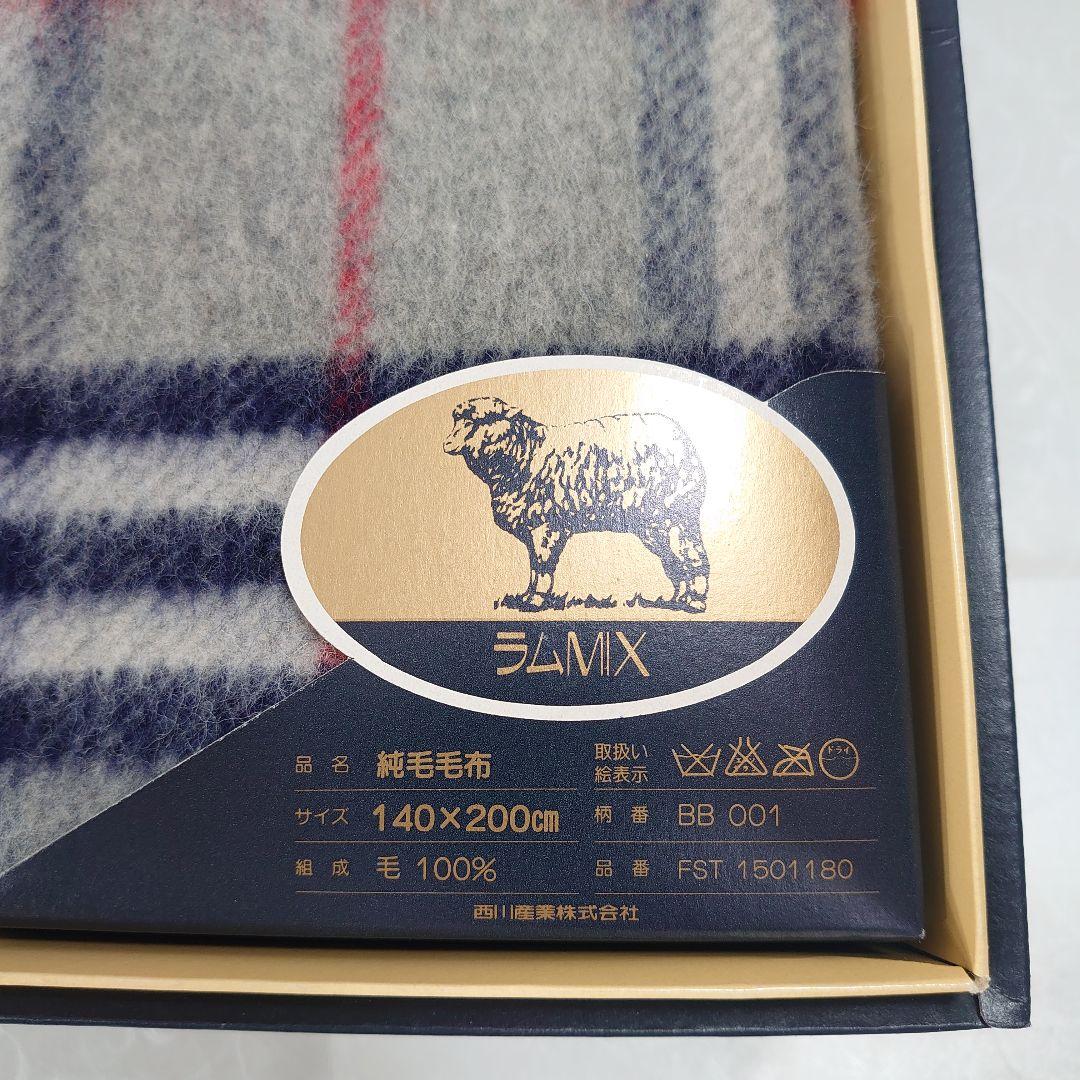 ラムMIX
品名 純毛毛布
サイズ 140×200cm
組成 毛 100%
取扱い
絵表示 ドライ
柄番 BB 001
品番 FST 1501180
西川産業株式会社